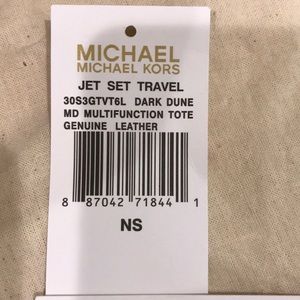 MICHAEL
MICHAEL KORS
JET SET TRAVEL
30S3GTVT6L DARK DUNE
MD MULTIFUNCTION TOTE
GENUINE LEATHER
8 87042 71844 1
NS